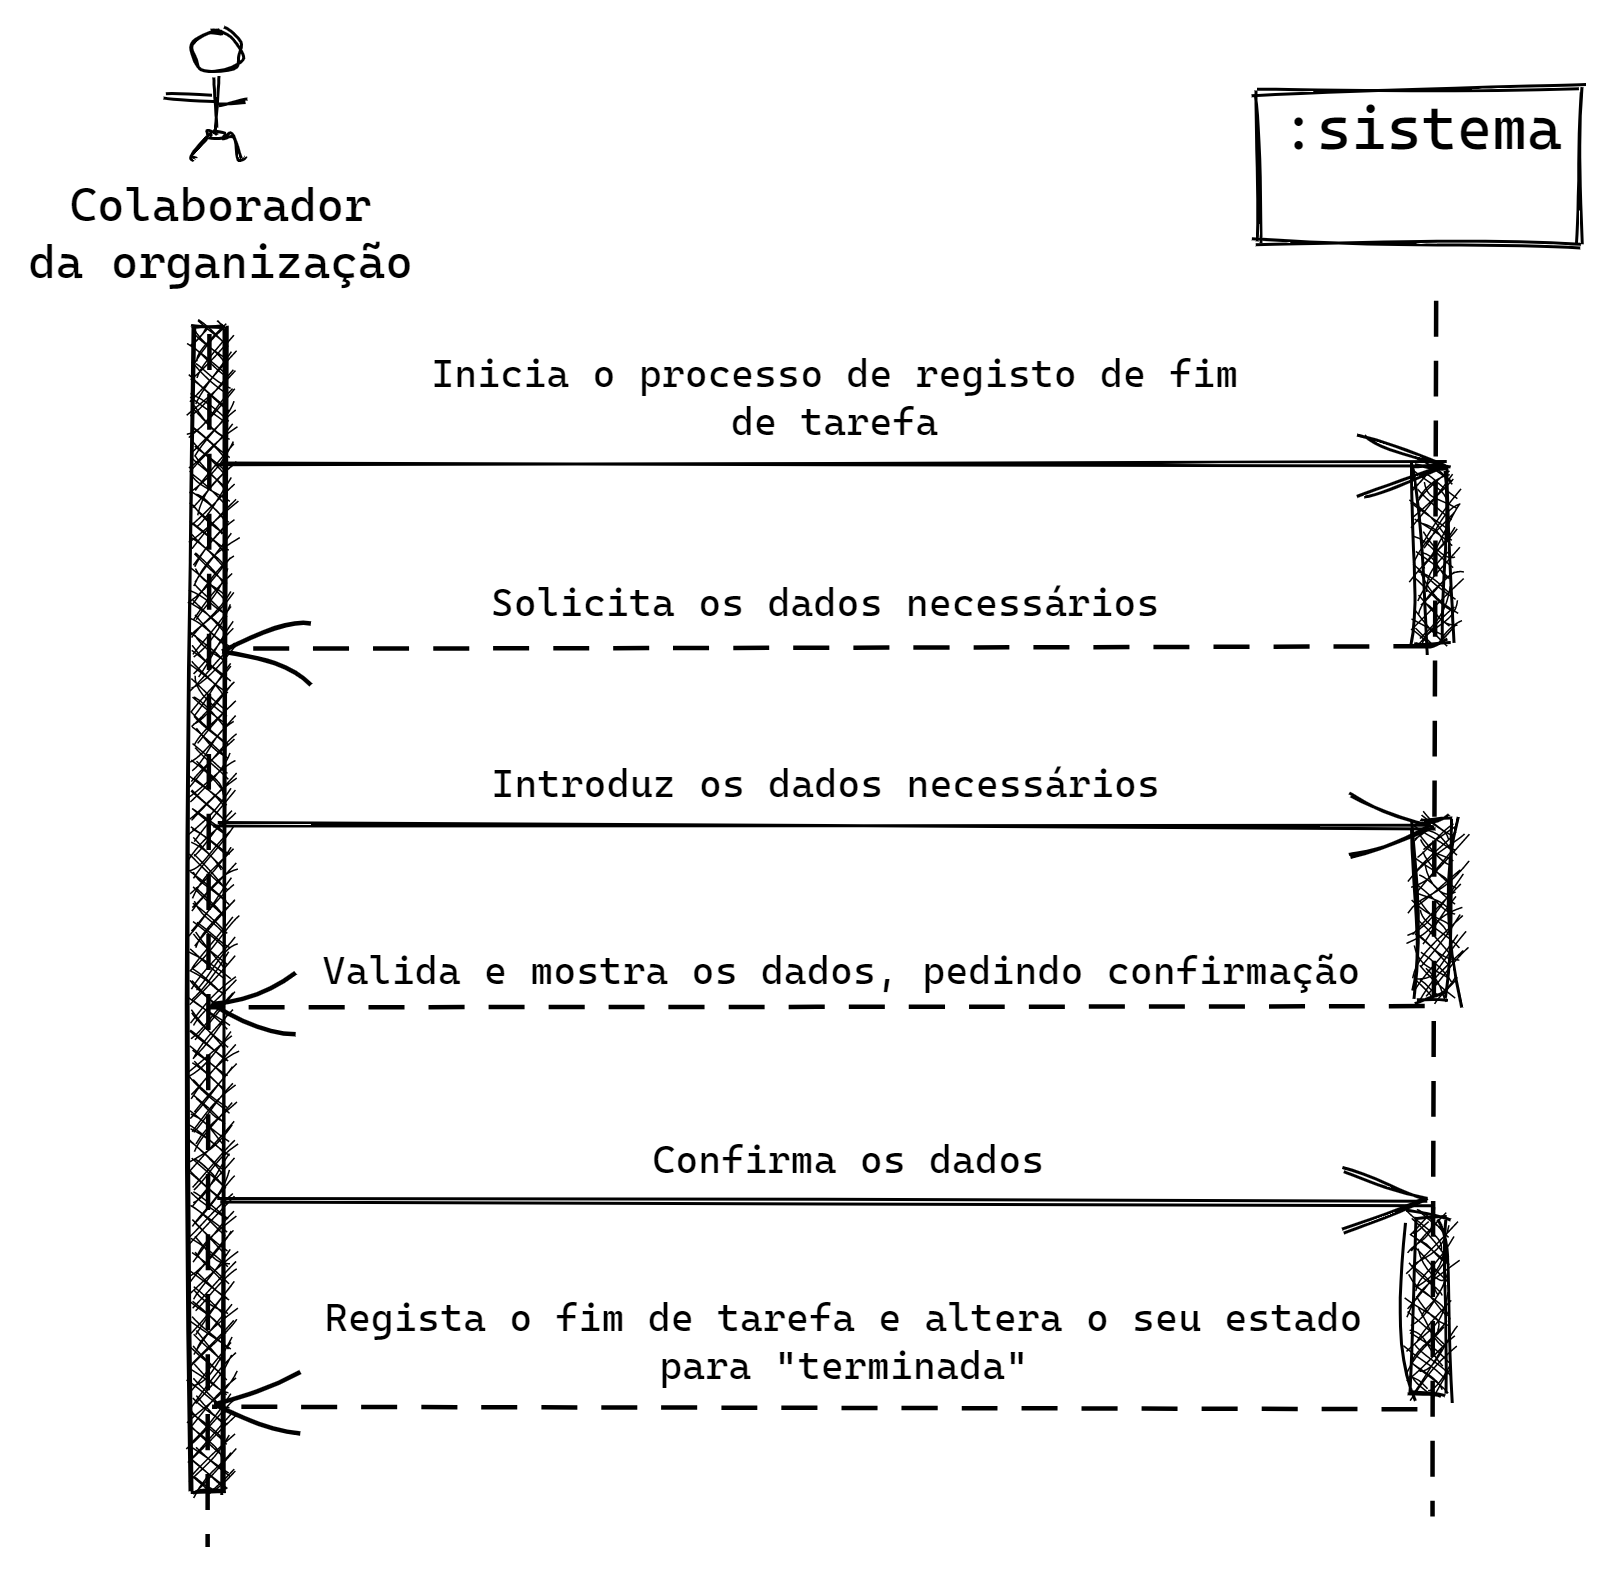 Colaborador
da organização
:sistema
Inicia o processo de registo de fim
de tarefa
Solicita os dados necessários
Introduz os dados necessários
Valida e mostra os dados, pedindo confirmação
Confirma os dados
Regista o fim de tarefa e altera o seu estado
para "terminada"